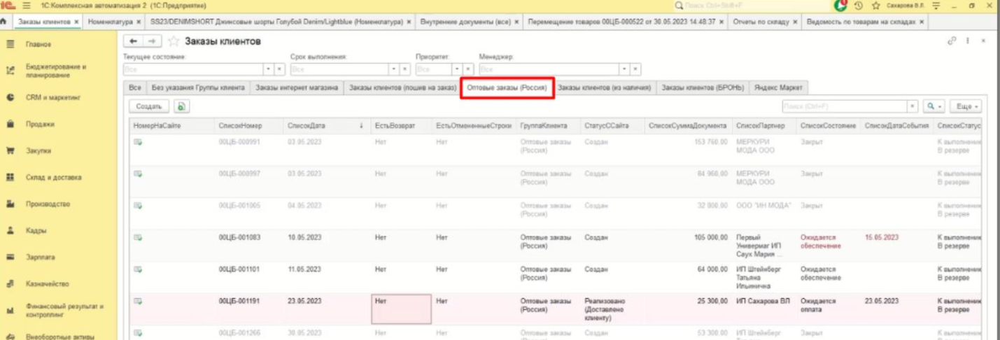 1С:Комплексная автоматизация 2 (1С:Предприятие) Поиск Ctrl+Shift+F Сахарова В.Л.
Заказы клиентов × Номенклатура × SS23/DENIMSHORT Джинсовые шорты Голубой Denim/Lightblue (Номенклатура) × Внутренние документы (все) × Перемещение товаров 00ЦБ-000522 от 30.05.2023 14:48:37 × Отчеты по складу × Ведомость по товарам на складах ×
Главное
Бюджетирование и
планирование
CRM и маркетинг
Продажи
Закупки
Склад и доставка
Производство
Кадры
Зарплата
Казначейство
Финансовый результат и
контроллинг
Внеоборотные активы
Заказы клиентов
Текущее состояние: Срок выполнения: Приоритет: Менеджер:
Все Все Все Все
Все Без указания Группы клиента Заказы интернет магазина Заказы клиентов (пошив на заказ) Оптовые заказы (Россия) Заказы клиентов (из наличия) Заказы клиентов (БРОНЬ) Яндекс Маркет
Создать Поиск (Ctrl+F) × Еще
НомерНаСайте СписокНомер СписокДата ↓ ЕстьВозврат ЕстьОтмененныеСтроки ГруппаКлиента СтатусССайта СписокСуммаДокумента СписокПартнер СписокСостояние СписокДатаСобытия СписокСтатус
00ЦБ-000991 03.05.2023 Нет Нет Оптовые заказы Создан 153 760,00 МЕРКУРИ Закрыт К выполнению
(Россия) МОДА ООО В резерве
00ЦБ-000997 03.05.2023 Нет Нет Оптовые заказы Создан 84 960,00 МЕРКУРИ Закрыт К выполнению
(Россия) МОДА ООО В резерве
00ЦБ-001005 04.05.2023 Нет Нет Оптовые заказы Создан 32 800,00 ООО "ИН МОДА" Закрыт К выполнению
(Россия) В резерве
00ЦБ-001083 10.05.2023 Нет Нет Оптовые заказы Создан 105 000,00 Первый Ожидается 15.05.2023 К выполнению
(Россия) Универмаг ИП обеспечение В резерве
Саух Мария ...
00ЦБ-001101 11.05.2023 Нет Нет Оптовые заказы Создан 64 000,00 ИП Штейнберг Ожидается К выполнению
(Россия) Татьяна обеспечение В резерве
Ильинична
00ЦБ-001191 23.05.2023 Нет Нет Оптовые заказы Реализовано 25 300,00 ИП Сахарова ВЛ Ожидается 23.05.2023 К выполнению
(Россия) (Доставлено оплата В резерве
клиенту)
00ЦБ-001266 30.05.2023 Нет Нет Оптовые заказы Создан 53 300,00 ИП Штейнберг Закрыт К выполнению